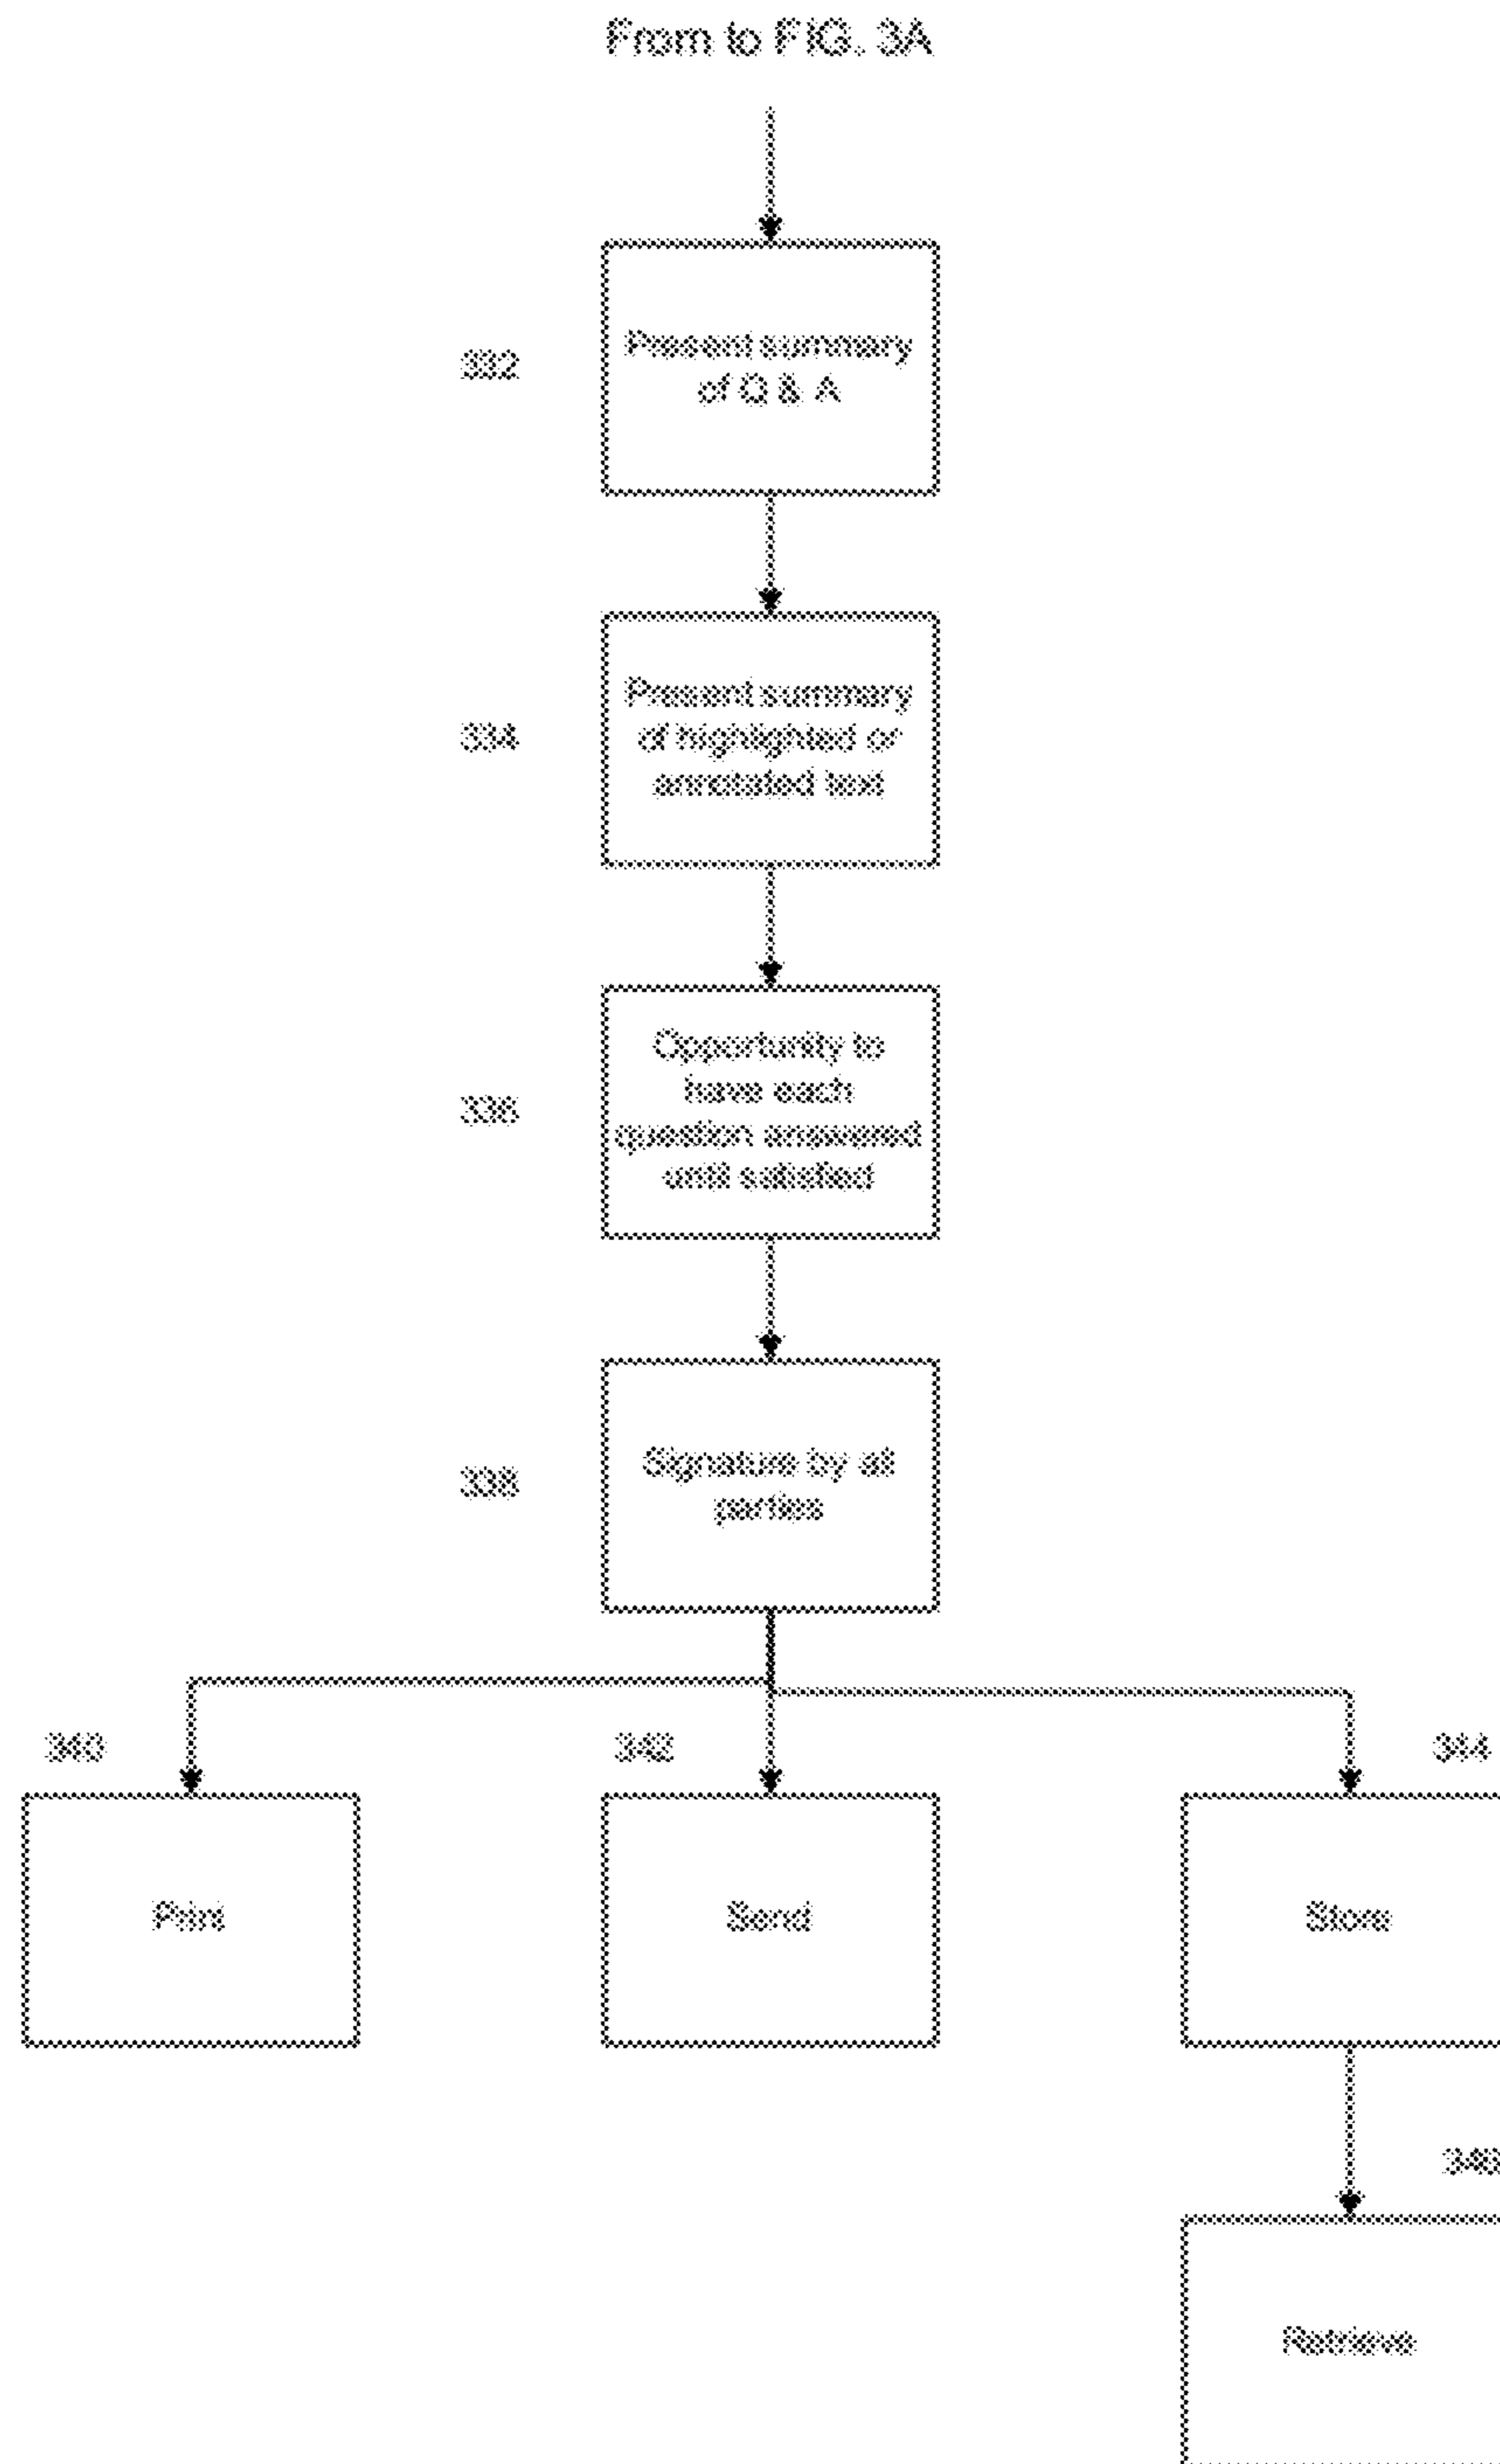 From to FIG. 3A
332
Present summary
of Q & A
334
Present summary
of highlighted or
annotated text
336
Opportunity to
have each
question answered
until satisfied
338
Signature by all
parties
340
342
344
Print
Send
Store
Retrieve